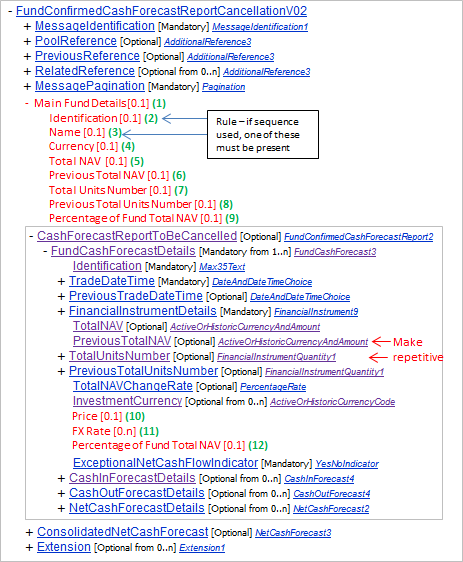 - FundConfirmedCashForecastReportCancellationV02
+ MessageIdentification [Mandatory] MessageIdentification1
+ PoolReference [Optional] AdditionalReference3
+ PreviousReference [Optional] AdditionalReference3
+ RelatedReference [Optional from 0..n] AdditionalReference3
+ MessagePagination [Mandatory] Pagination
- Main Fund Details[0.1] (1)
Identification [0.1] (2)
Name [0.1] (3)
Currency [0.1] (4)
Total NAV [0.1] (5)
Previous Total NAV [0.1] (6)
Total Units Number [0.1] (7)
Previous Total Units Number [0.1] (8)
Percentage of Fund Total NAV [0.1] (9)
Rule – if sequence
used, one of these
must be present
- CashForecastReportToBeCancelled [Optional] FundConfirmedCashForecastReport2
- FundCashForecastDetails [Mandatory from 1..n] FundCashForecast3
Identification [Mandatory] Max35Text
+ TradeDateTime [Mandatory] DateAndDateTimeChoice
+ PreviousTradeDateTime [Optional] DateAndDateTimeChoice
+ FinancialInstrumentDetails [Mandatory] FinancialInstrument9
TotalNAV [Optional] ActiveOrHistoricCurrencyAndAmount
PreviousTotalNAV [Optional] ActiveOrHistoricCurrencyAndAmount
+ TotalUnitsNumber [Optional] FinancialInstrumentQuantity1
Make
repetitive
+ PreviousTotalUnitsNumber [Optional] FinancialInstrumentQuantity1
TotalNAVChangeRate [Optional] PercentageRate
InvestmentCurrency [Optional from 0..n] ActiveOrHistoricCurrencyCode
Price [0.1] (10)
FX Rate [0.n] (11)
Percentage of Fund Total NAV [0.1] (12)
ExceptionalNetCashFlowIndicator [Mandatory] YesNoIndicator
+ CashInForecastDetails [Optional from 0..n] CashInForecast4
+ CashOutForecastDetails [Optional from 0..n] CashOutForecast4
+ NetCashForecastDetails [Optional from 0..n] NetCashForecast2
+ ConsolidatedNetCashForecast [Optional] NetCashForecast3
+ Extension [Optional from 0..n] Extension1